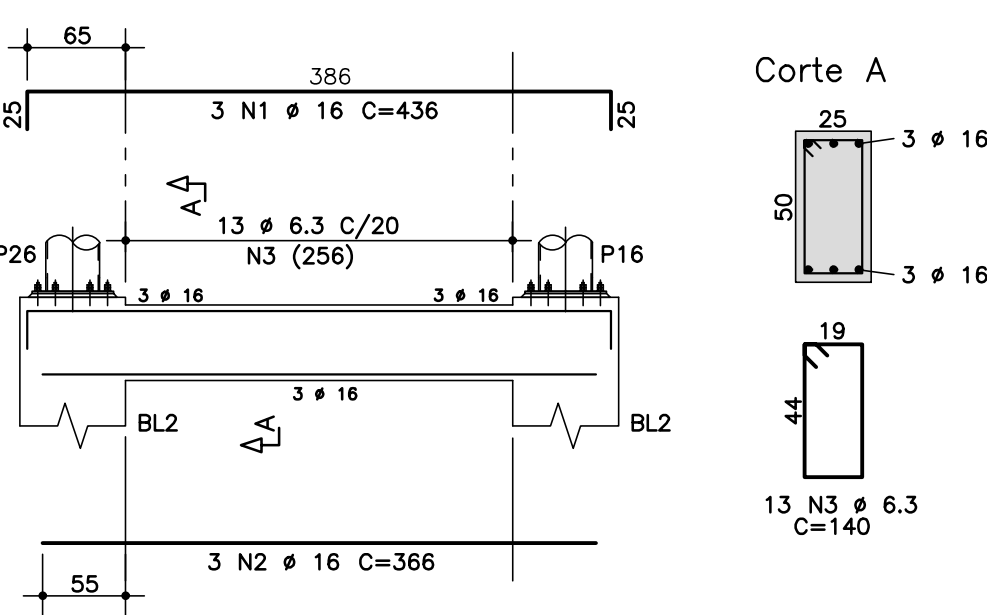 65
386
25
3 N1 ø 16 C=436
25
A
13 ø 6.3 C/20
N3 (256)
P26
P16
3 ø 16
3 ø 16
3 ø 16
BL2
BL2
A
3 N2 ø 16 C=366
55
Corte A
25
3 ø 16
50
3 ø 16
19
44
13 N3 ø 6.3
C=140